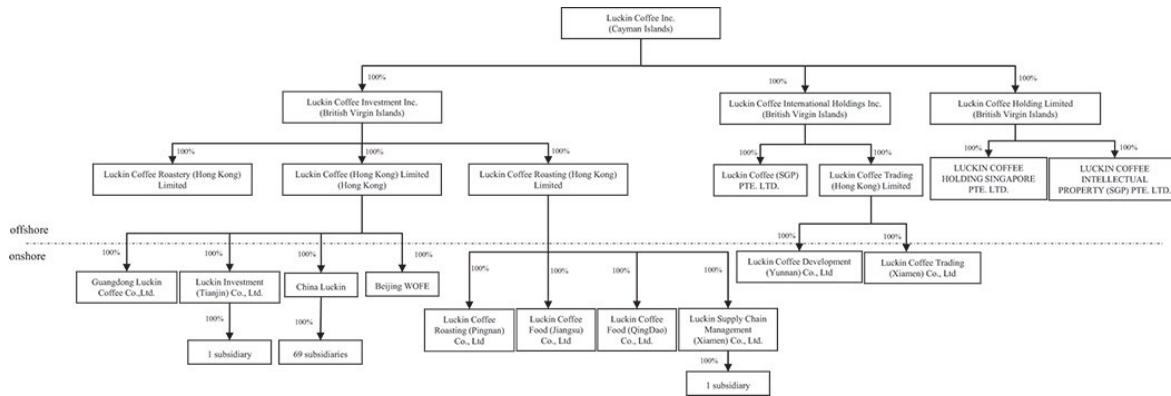 Luckin Coffee Inc.
(Cayman Islands)
100%
100%
100%
Luckin Coffee Investment Inc.
(British Virgin Islands)
Luckin Coffee International Holdings Inc.
(British Virgin Islands)
Luckin Coffee Holding Limited
(British Virgin Islands)
100%
100%
100%
100%
100%
100%
100%
Luckin Coffee Roastery (Hong Kong)
Limited
Luckin Coffee (Hong Kong) Limited
(Hong Kong)
Luckin Coffee Roasting (Hong Kong)
Limited
Luckin Coffee (SGP)
PTE. LTD.
Luckin Coffee Trading
(Hong Kong) Limited
LUCKIN COFFEE
HOLDING SINGAPORE
PTE. LTD.
LUCKIN COFFEE
INTELLECTUAL
PROPERTY (SGP) PTE. LTD.
offshore
onshore
100%
100%
100%
100%
100%
100%
Guangdong Luckin
Coffee Co.,Ltd.
Luckin Investment
(Tianjin) Co., Ltd.
China Luckin
Beijing WOFE
Luckin Coffee Development
(Yunnan) Co., Ltd
Luckin Coffee Trading
(Xiamen) Co., Ltd
100%
100%
100%
100%
Luckin Coffee
Roasting (Pingnan)
Co., Ltd
Luckin Coffee
Food (Jiangsu)
Co., Ltd
Luckin Coffee
Food (QingDao)
Co., Ltd.
Luckin Supply Chain
Management
(Xiamen) Co., Ltd.
100%
100%
1 subsidiary
69 subsidiaries
100%
1 subsidiary